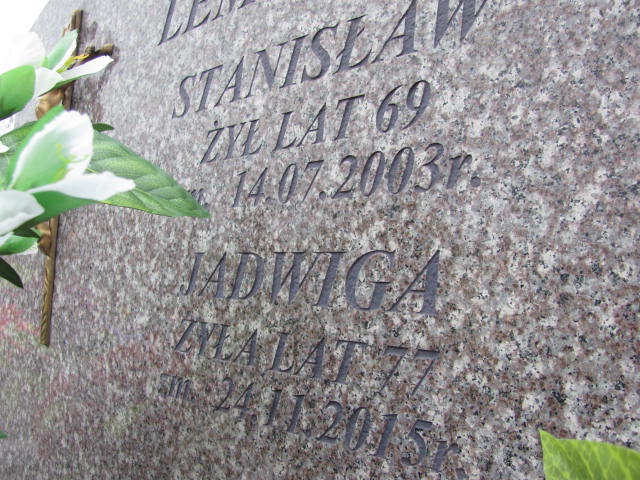 STANISŁAW
ŻYŁ LAT 69
zm. 14.07.2003r.
JADWIGA
ŻYŁA LAT 77
zm. 24.11.2015r.